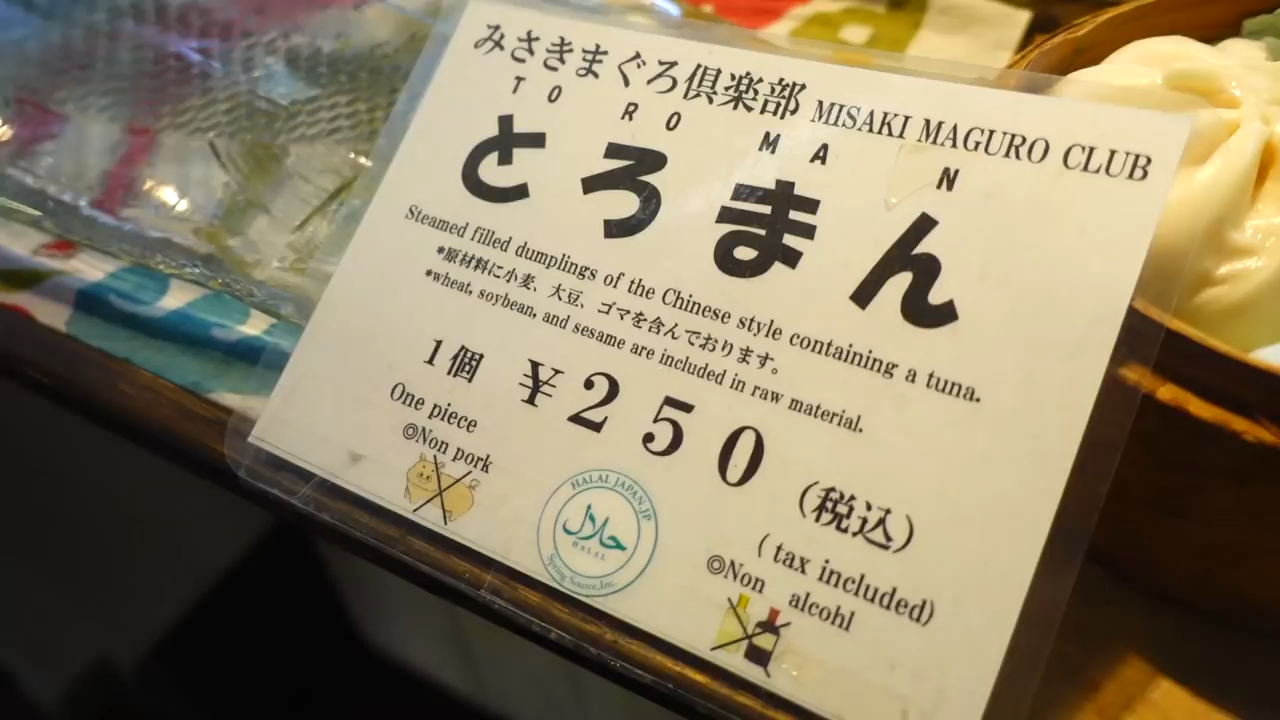 みさきまぐろ倶楽部 MISAKI MAGURO CLUB
TO RO MA N
とろまん
Steamed filled dumplings of the Chinese style containing a tuna.
*原材料に小麦、大豆、ゴマを含んでおります。
*wheat, soybean, and sesame are included in raw material.
1個 ¥250 (税込)
One piece (tax included)
◎Non pork
HALAL JAPAN.JP
حلال
HALAL
Spring Source,Inc.
◎Non alcohl